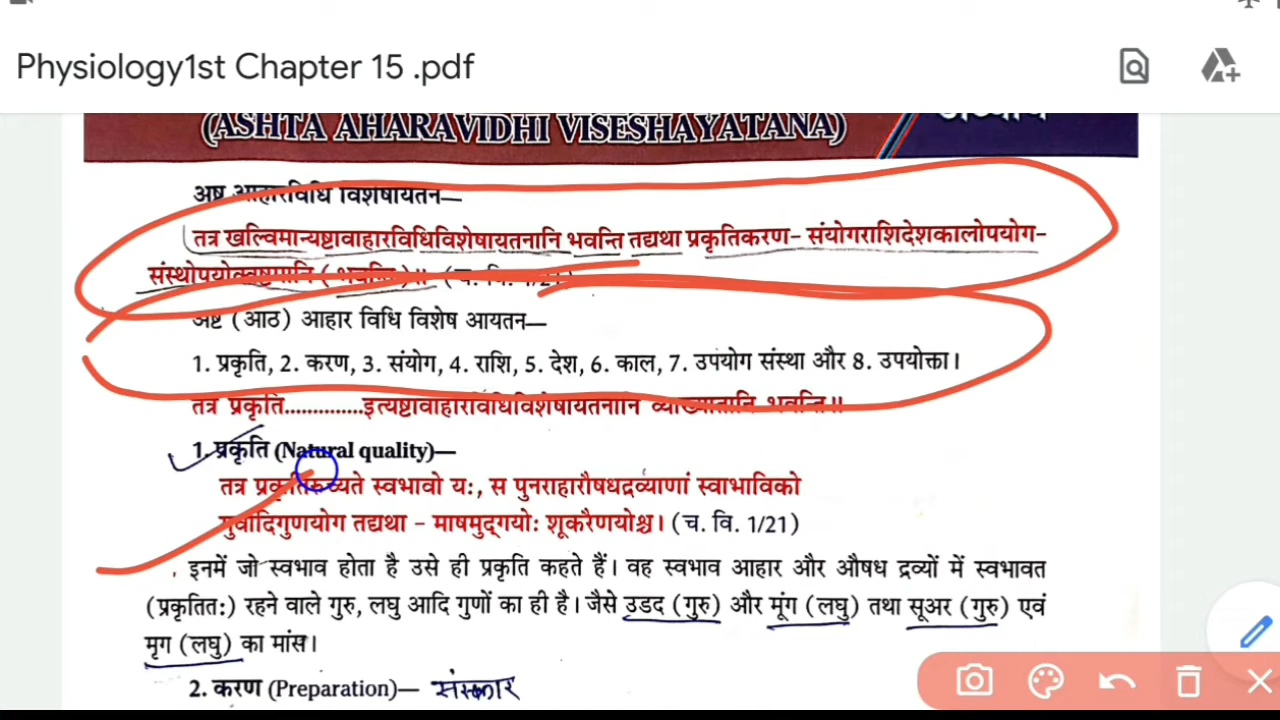 Physiology1st Chapter 15 .pdf
(ASHTA AHARAVIDHI VISESHAYATANA)
अष्ट आहारविधि विशेषायतन—
तत्र खल्विमान्यष्टावाहारविधिविशेषायतनानि भवन्ति तद्यथा प्रकृतिकरण- संयोगराशिदेशकालोपयोग-
संस्थोपयोक्त्रष्टमानि (भवन्ति)॥ (च. वि. 1/21)
अष्ट (आठ) आहार विधि विशेष आयतन—
1. प्रकृति, 2. करण, 3. संयोग, 4. राशि, 5. देश, 6. काल, 7. उपयोग संस्था और 8. उपयोक्ता।
तत्र प्रकृति..............इत्यष्टावाहारविधिविशेषायतनानि व्याख्यातानि भवन्ति॥
1. प्रकृति (Natural quality)—
तत्र प्रकृतिरुच्यते स्वभावो यः, स पुनराहारौषधद्रव्याणां स्वाभाविको
गुर्वादिगुणयोग तद्यथा - माषमुद्गयोः शूकरैणयोश्च। (च. वि. 1/21)
इनमें जो स्वभाव होता है उसे ही प्रकृति कहते हैं। वह स्वभाव आहार और औषध द्रव्यों में स्वभावत
(प्रकृतितः) रहने वाले गुरु, लघु आदि गुणों का ही है। जैसे उडद (गुरु) और मूंग (लघु) तथा सूअर (गुरु) एवं
मृग (लघु) का मांस।
2. करण (Preparation)— संस्कार